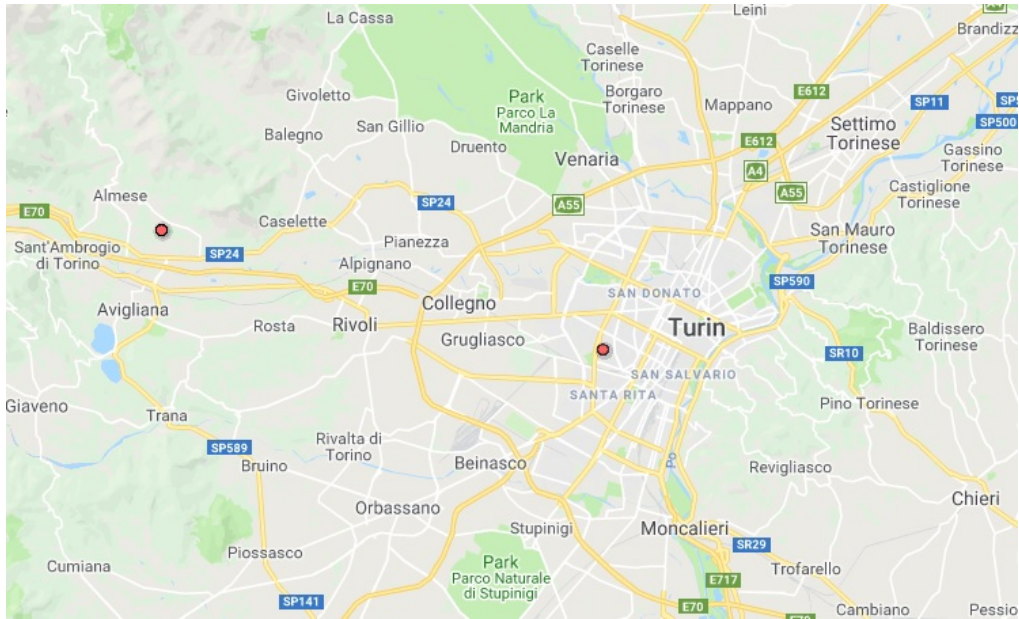 Leinì
La Cassa
Brandizz
Caselle
Torinese
Givoletto
Park
Parco La
Mandria
Borgaro
Torinese
E612
Mappano
SP11
SP500
Balegno
San Gillio
Settimo
Torinese
Druento
Venaria
E612
A4
A55
Gassino
Torinese
Castiglione
Torinese
Almese
SP24
A55
E70
Caselette
San Mauro
Torinese
Sant'Ambrogio
di Torino
SP24
Pianezza
Alpignano
E70
SP590
SAN DONATO
Avigliana
Collegno
Rosta
Rivoli
Turin
Grugliasco
Baldissero
Torinese
SR10
SAN SALVARIO
SANTA RITA
Giaveno
Trana
Pino Torinese
SP589
Rivalta di
Torino
Bruino
Beinasco
Po
Revigliasco
Chieri
Orbassano
Stupinigi
Moncalieri
SR29
Piossasco
Park
Parco Naturale
di Stupinigi
Trofarello
Cumiana
E717
SP141
E70
Cambiano
Pessio